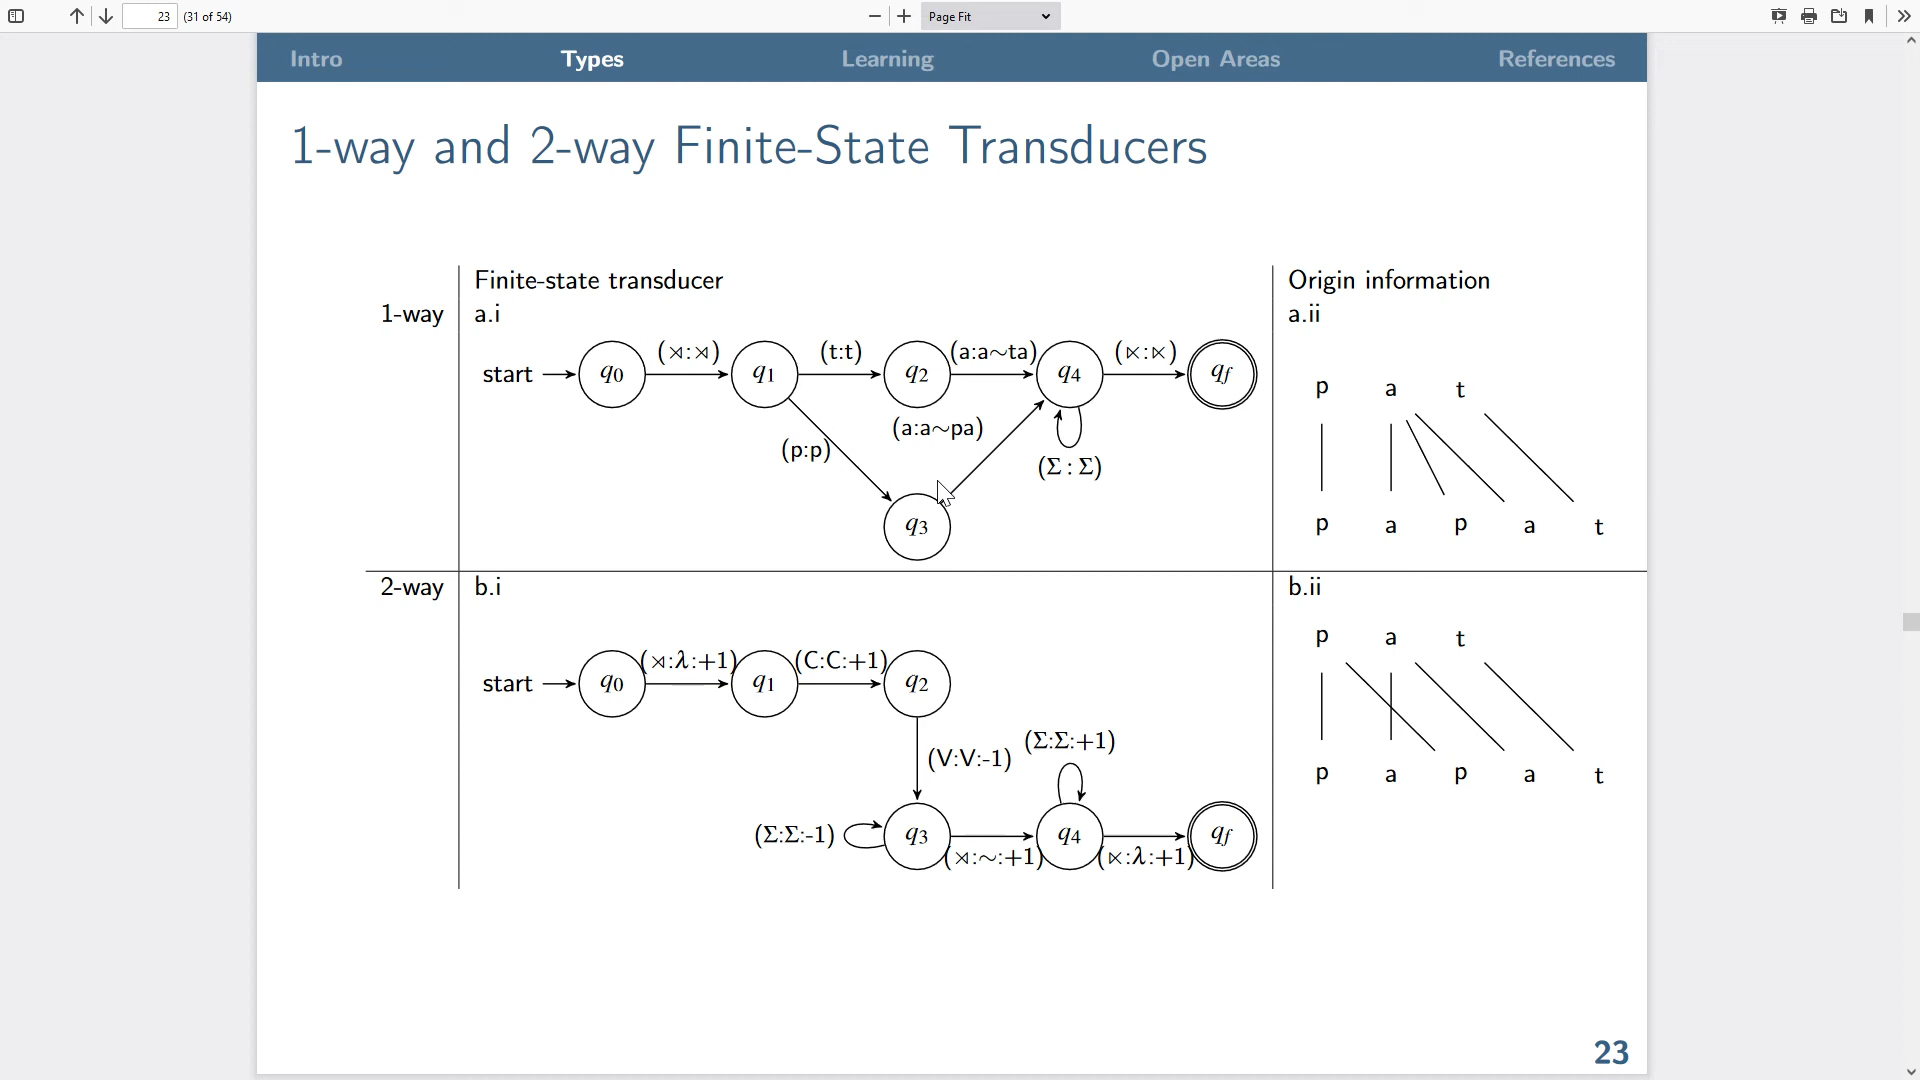 23 (31 of 54) Page Fit
Intro Types Learning Open Areas References
1-way and 2-way Finite-State Transducers
Finite-state transducer Origin information
1-way a.i a.ii
(⋊:⋊) (t:t) (a:a~ta) (⋉:⋉)
start q0 q1 q2 q4 qf
p a t
(a:a~pa)
(p:p)
(Σ : Σ)
q3
p a p a t
2-way b.i b.ii
p a t
(⋊:λ:+1) (C:C:+1)
start q0 q1 q2
(Σ:Σ:+1)
(V:V:-1)
p a p a t
(Σ:Σ:-1) q3 q4 qf
(⋊:~:+1) (⋉:λ:+1)
23